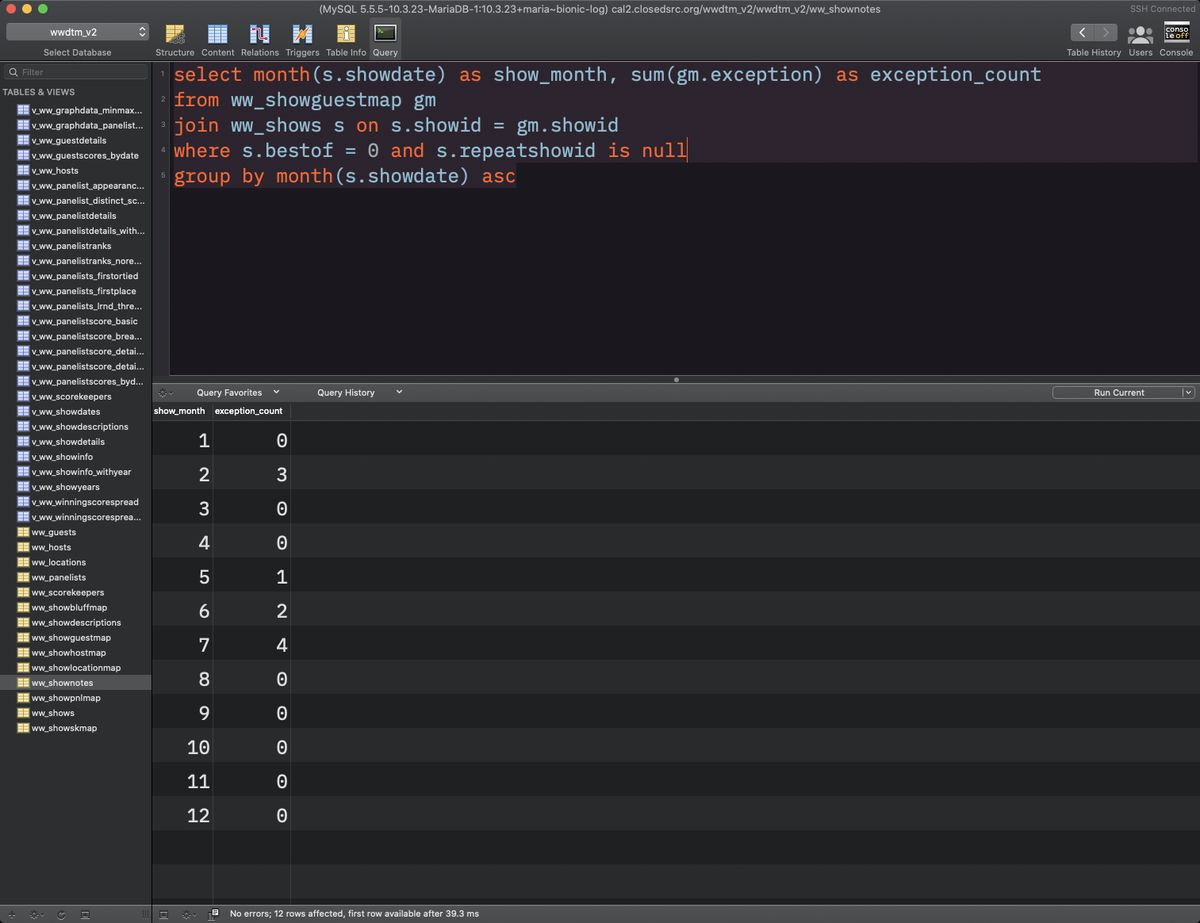 (MySQL 5.5.5-10.3.23-MariaDB-1:10.3.23+maria~bionic-log) cal2.closedsrc.org/wwdtm_v2/wwdtm_v2/ww_shownotes
SSH Connected
wwdtm_v2
Select Database
Structure Content Relations Triggers Table Info Query
Table History Users Console
conso
le off
Filter
TABLES & VIEWS
v_ww_graphdata_minmax...
v_ww_graphdata_panelist...
v_ww_guestdetails
v_ww_guestscores_bydate
v_ww_hosts
v_ww_panelist_appearanc...
v_ww_panelist_distinct_sc...
v_ww_panelistdetails
v_ww_panelistdetails_with...
v_ww_panelistranks
v_ww_panelistranks_nore...
v_ww_panelists_firstortied
v_ww_panelists_firstplace
v_ww_panelists_lrnd_thre...
v_ww_panelistscore_basic
v_ww_panelistscore_brea...
v_ww_panelistscore_detai...
v_ww_panelistscore_detai...
v_ww_panelistscores_byd...
v_ww_scorekeepers
v_ww_showdates
v_ww_showdescriptions
v_ww_showdetails
v_ww_showinfo
v_ww_showinfo_withyear
v_ww_showyears
v_ww_winningscorespread
v_ww_winningscoresprea...
ww_guests
ww_hosts
ww_locations
ww_panelists
ww_scorekeepers
ww_showbluffmap
ww_showdescriptions
ww_showguestmap
ww_showhostmap
ww_showlocationmap
ww_shownotes
ww_showpnlmap
ww_shows
ww_showskmap
1 select month(s.showdate) as show_month, sum(gm.exception) as exception_count
2 from ww_showguestmap gm
3 join ww_shows s on s.showid = gm.showid
4 where s.bestof = 0 and s.repeatshowid is null
5 group by month(s.showdate) asc
Query Favorites Query History Run Current
show_month exception_count
1 0
2 3
3 0
4 0
5 1
6 2
7 4
8 0
9 0
10 0
11 0
12 0
No errors; 12 rows affected, first row available after 39.3 ms